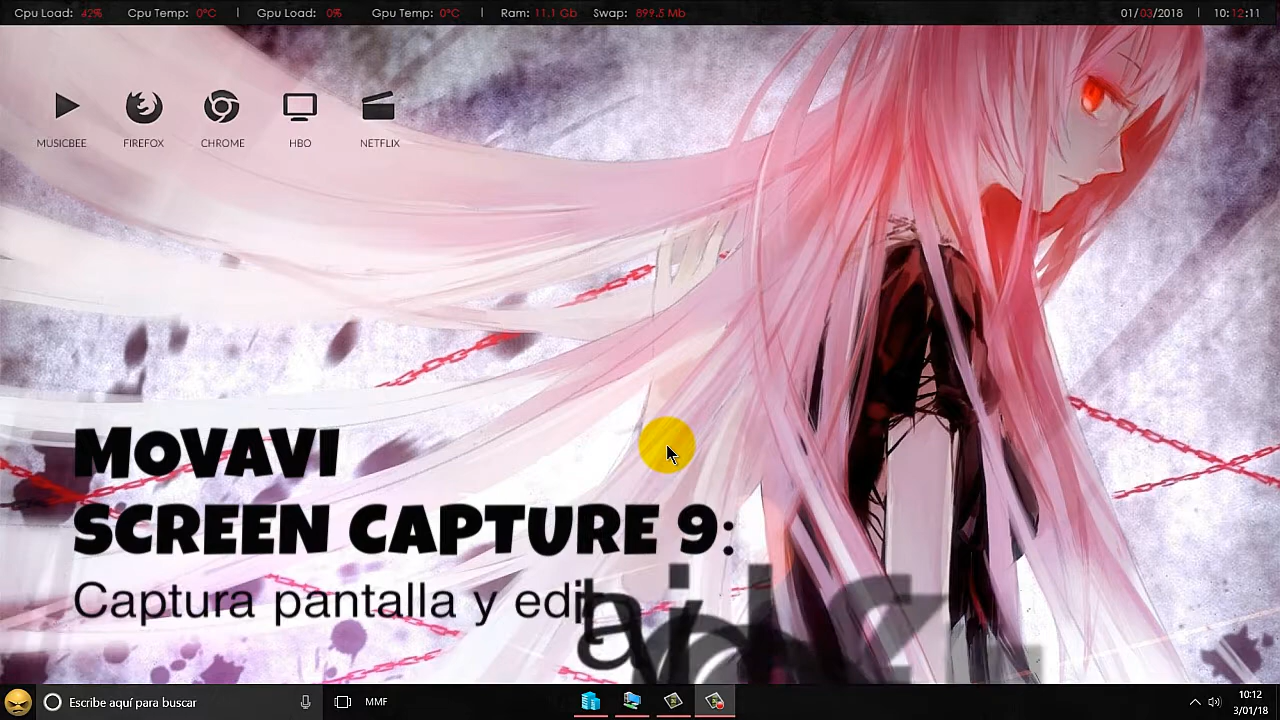 Cpu Load: 42% Cpu Temp: 0°C | Gpu Load: 0% Gpu Temp: 0°C | Ram: 11.1 Gb Swap: 899.5 Mb 01/03/2018 | 10:12:11
MUSICBEE FIREFOX CHROME HBO NETFLIX
MOVAVI
SCREEN CAPTURE 9:
Captura pantalla y edit
Escribe aquí para buscar MMF 10:12
3/01/18